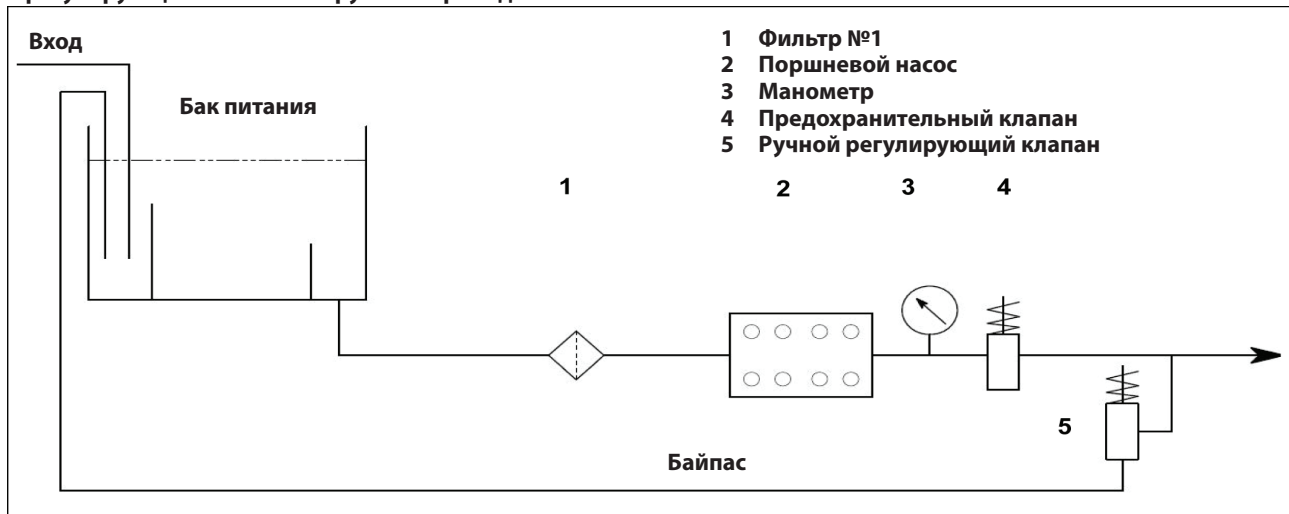 Вход
Бак питания
1 Фильтр №1
2 Поршневой насос
3 Манометр
4 Предохранительный клапан
5 Ручной регулирующий клапан
1 2 3 4
5
Байпас